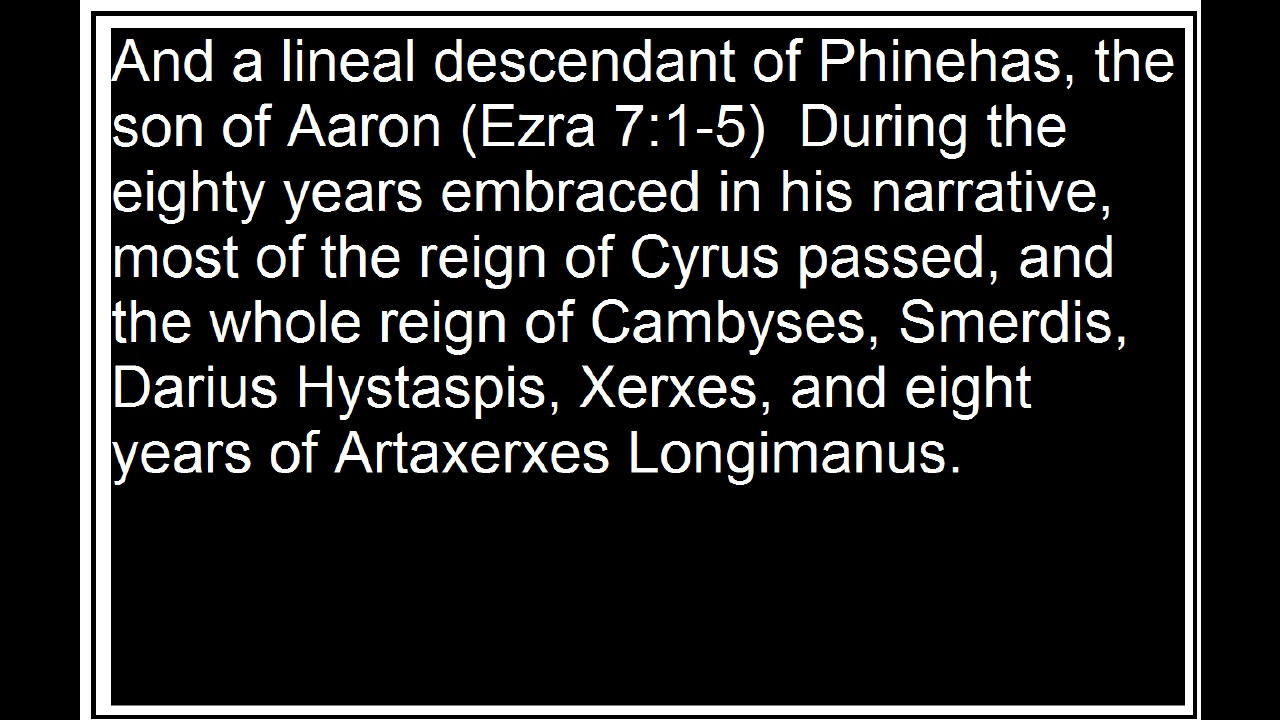 And a lineal descendant of Phinehas, the
son of Aaron (Ezra 7:1-5)  During the
eighty years embraced in his narrative,
most of the reign of Cyrus passed, and
the whole reign of Cambyses, Smerdis,
Darius Hystaspis, Xerxes, and eight
years of Artaxerxes Longimanus.